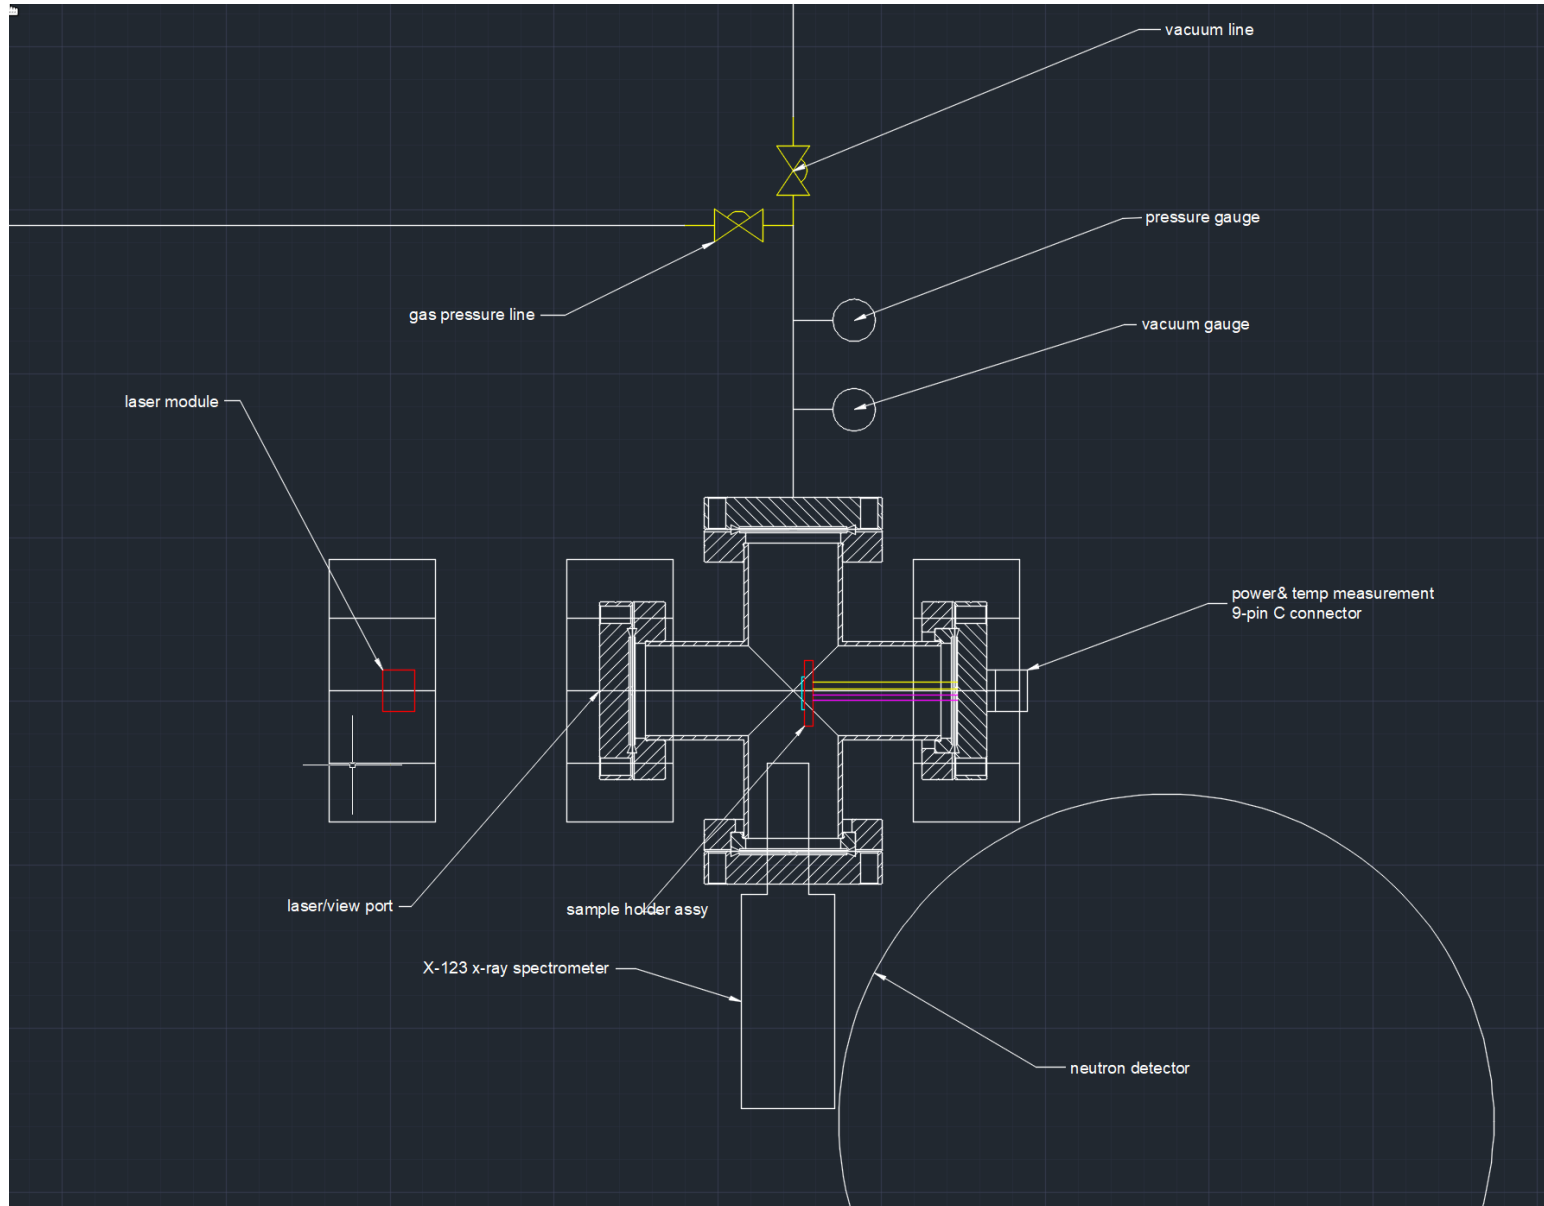 vacuum line
pressure gauge
gas pressure line
vacuum gauge
laser module
power& temp measurement
9-pin C connector
laser/view port
sample holder assy
X-123 x-ray spectrometer
neutron detector